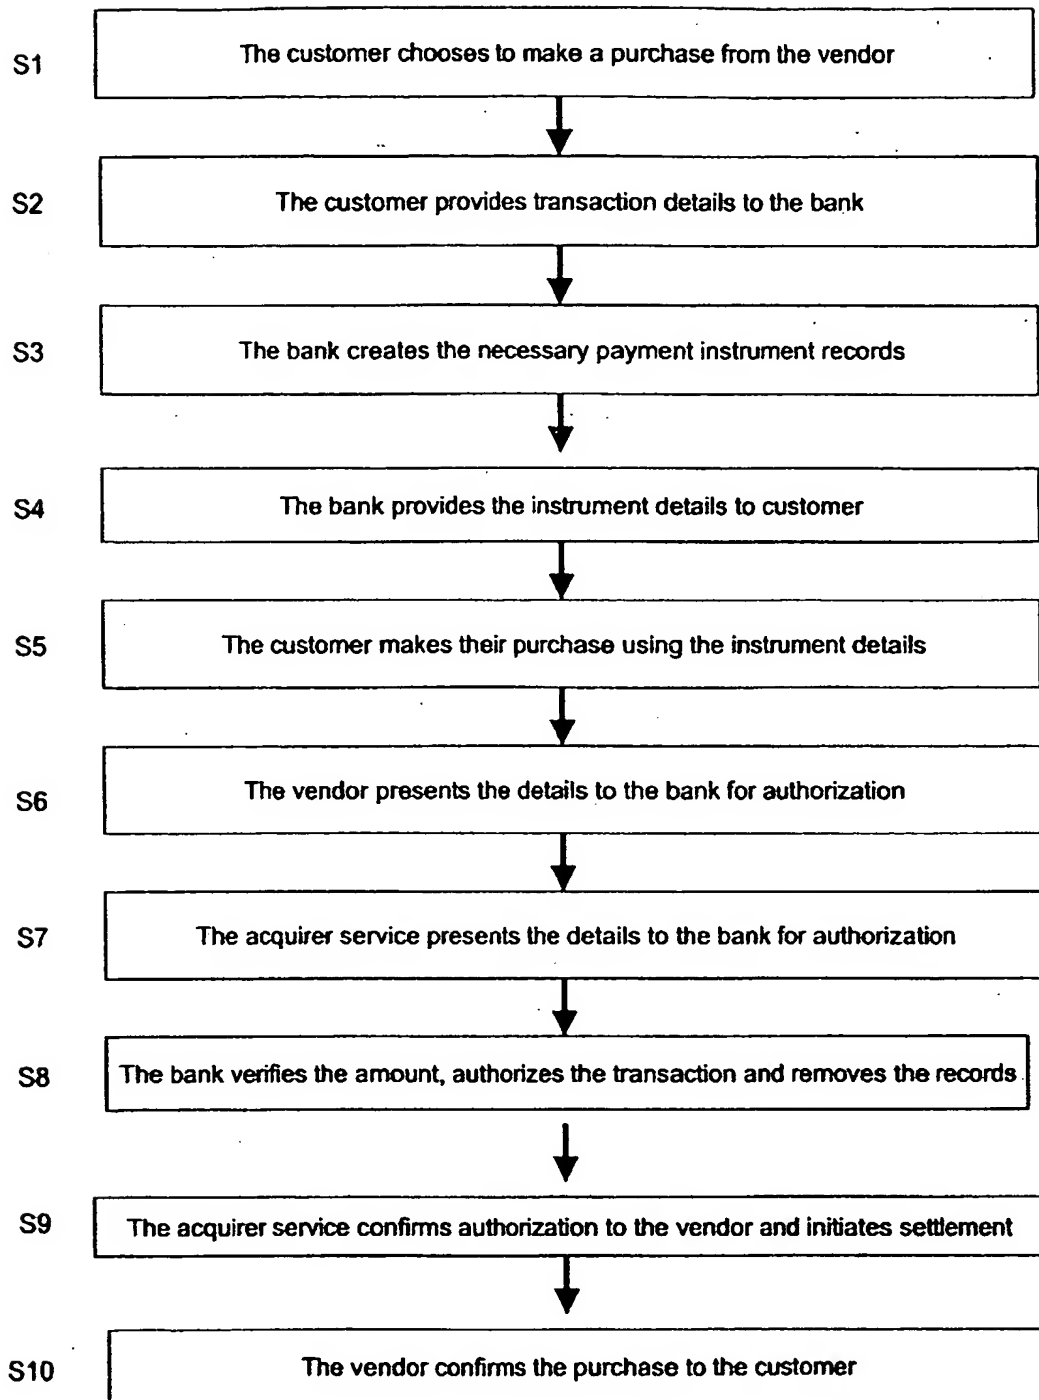 S1 The customer chooses to make a purchase from the vendor
S2 The customer provides transaction details to the bank
S3 The bank creates the necessary payment instrument records
S4 The bank provides the instrument details to customer
S5 The customer makes their purchase using the instrument details
S6 The vendor presents the details to the bank for authorization
S7 The acquirer service presents the details to the bank for authorization
S8 The bank verifies the amount, authorizes the transaction and removes the records
S9 The acquirer service confirms authorization to the vendor and initiates settlement
S10 The vendor confirms the purchase to the customer